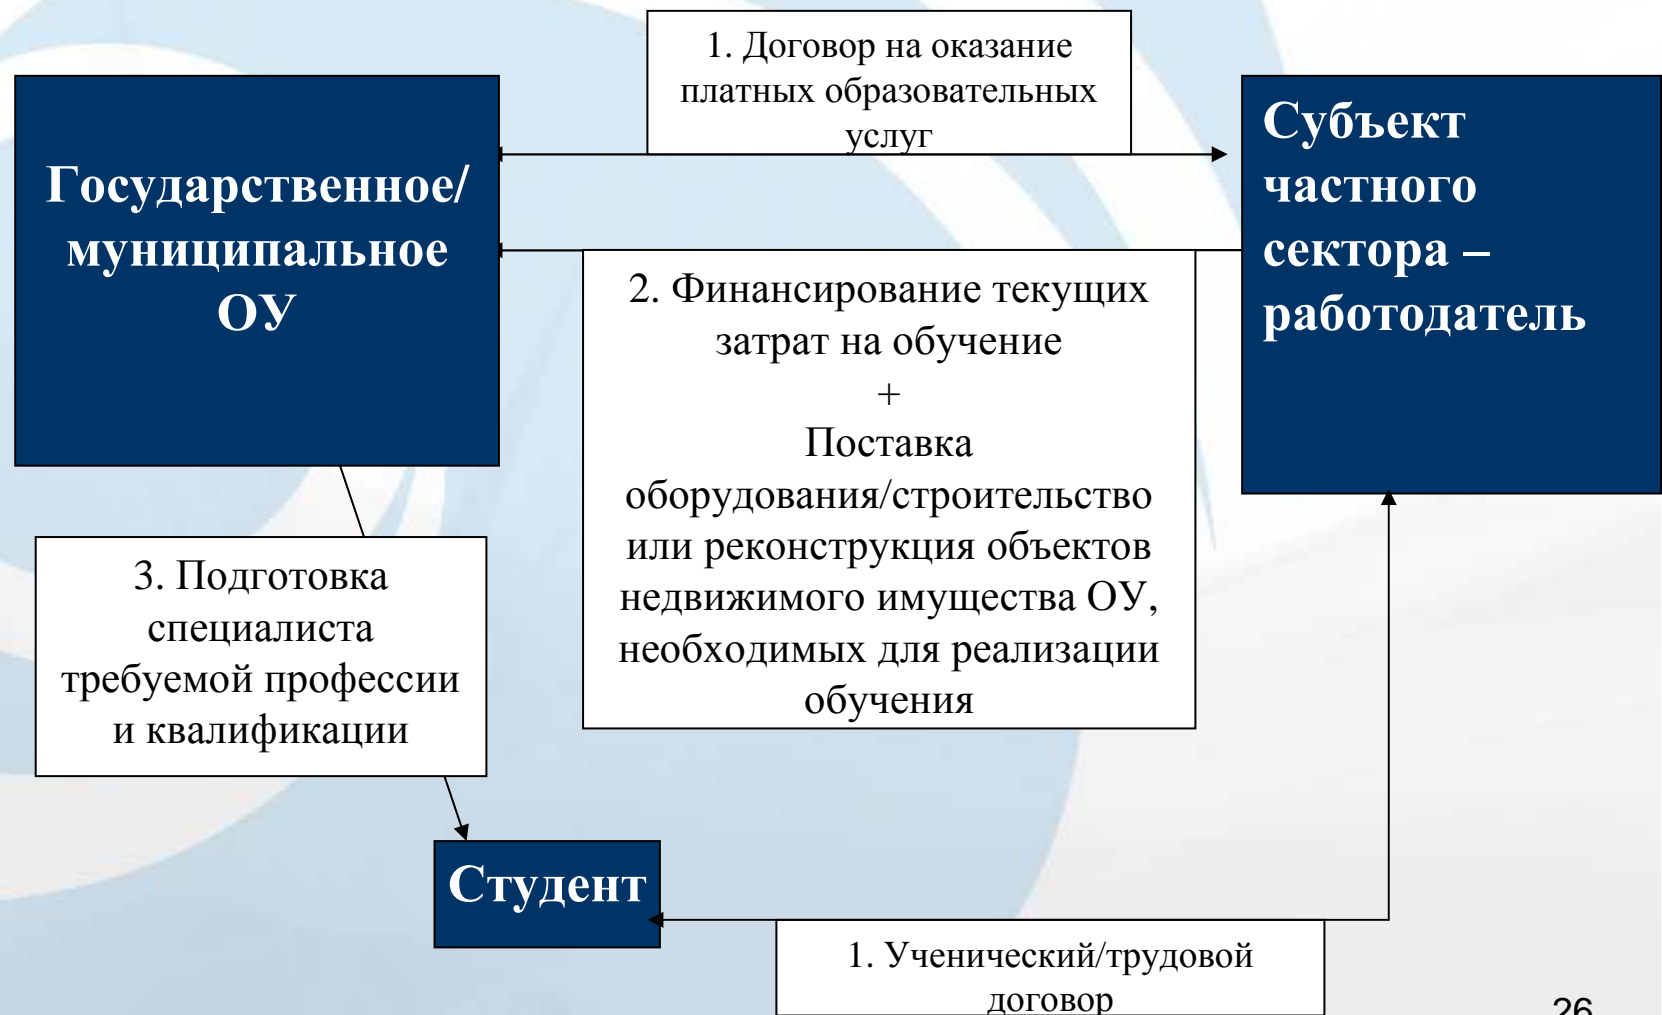 1. Договор на оказание
платных образовательных
услуг
Государственное/
муниципальное
ОУ
Субъект
частного
сектора –
работодатель
2. Финансирование текущих
затрат на обучение
+
Поставка
оборудования/строительство
или реконструкция объектов
недвижимого имущества ОУ,
необходимых для реализации
обучения
3. Подготовка
специалиста
требуемой профессии
и квалификации
Студент
1. Ученический/трудовой
договор
26